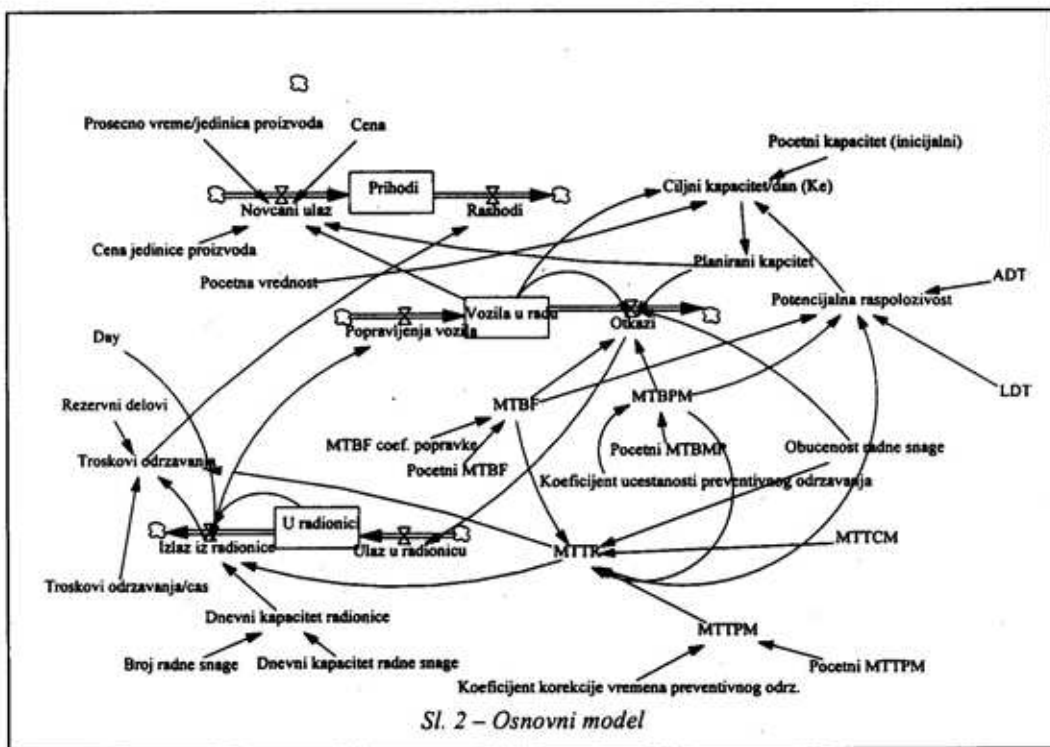 Prosecno vreme/jedinica proizvoda
Cena
Pocetni kapacitet (inicijalni)
Prihodi
Ciljni kapacitet/dan (Ke)
Novcani ulaz
Rashodi
Cena jedinice proizvoda
Planirani kapcitet
Pocetna vrednost
ADT
Potencijalna raspolozivost
Vozila u radu
Popravljenja vozila
Otkazi
Day
LDT
Rezervni delovi
MTBF
MTBPM
MTBF coef. popravke
Pocetni MTBMP
Obucenost radne snage
Troskovi odrzavanja
Pocetni MTBF
Koeficijent ucestanosti preventivnog odrzavanja
U radionici
Izlaz iz radionice
Ulaz u radionicu
MTTR
MTTCM
Troskovi odrzavanja/cas
Dnevni kapacitet radionice
MTTPM
Broj radne snage
Dnevni kapacitet radne snage
Pocetni MTTPM
Koeficijent korekcije vremena preventivnog odrz.
Sl. 2 – Osnovni model